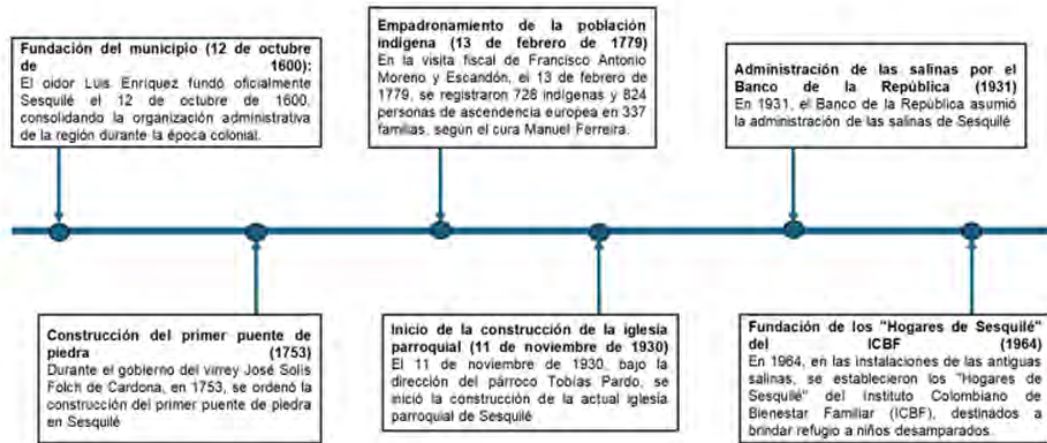 Fundación del municipio (12 de octubre
de 1600):
El oidor Luis Enriquez fundó oficialmente
Sesquilé el 12 de octubre de 1600,
consolidando la organización administrativa
de la región durante la época colonial.
Construcción del primer puente de
piedra (1753)
Durante el gobierno del virrey José Solís
Folch de Cardona, en 1753, se ordenó la
construcción del primer puente de piedra
en Sesquilé
Empadronamiento de la población
indígena (13 de febrero de 1779)
En la visita fiscal de Francisco Antonio
Moreno y Escandón, el 13 de febrero de
1779, se registraron 728 indígenas y 824
personas de ascendencia europea en 337
familias, según el cura Manuel Ferreira.
Inicio de la construcción de la iglesia
parroquial (11 de noviembre de 1930)
El 11 de noviembre de 1930, bajo la
dirección del párroco Tobías Pardo, se
inició la construcción de la actual iglesia
parroquial de Sesquilé
Administración de las salinas por el
Banco de la República (1931)
En 1931, el Banco de la República asumió
la administración de las salinas de Sesquilé
Fundación de los "Hogares de Sesquilé"
del ICBF (1964)
En 1964, en las instalaciones de las antiguas
salinas, se establecieron los "Hogares de
Sesquilé" del Instituto Colombiano de
Bienestar Familiar (ICBF), destinados a
brindar refugio a niños desamparados.